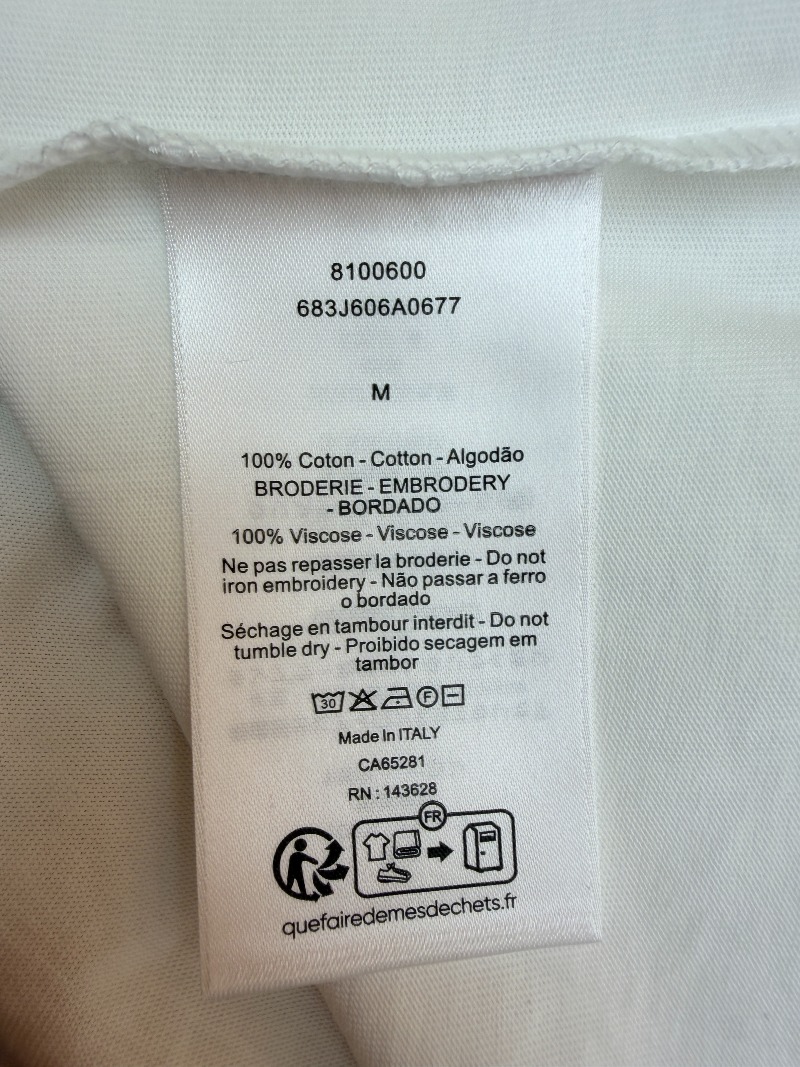 8100600
683J606A0677
M
100% Coton - Cotton - Algodão
BRODERIE - EMBRODERY
- BORDADO
100% Viscose - Viscose - Viscose
Ne pas repasser la broderie - Do not
iron embroidery - Não passar a ferro
o bordado
Séchage en tambour interdit - Do not
tumble dry - Proibido secagem em
tambor
30 F
Made In ITALY
CA65281
RN : 143628
FR
quefairedemesdechets.fr